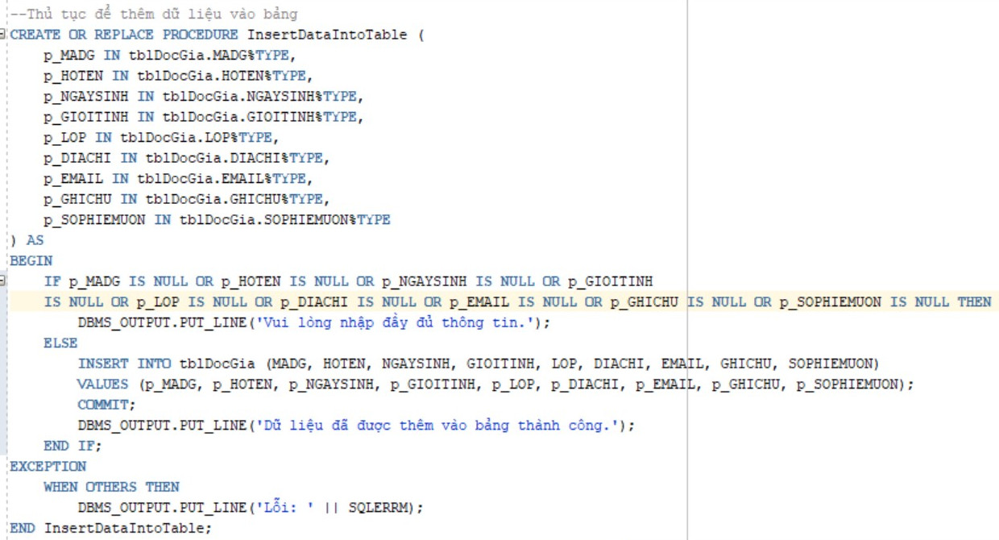 --Thủ tục để thêm dữ liệu vào bảng
CREATE OR REPLACE PROCEDURE InsertDataIntoTable (
    p_MADG IN tblDocGia.MADG%TYPE,
    p_HOTEN IN tblDocGia.HOTEN%TYPE,
    p_NGAYSINH IN tblDocGia.NGAYSINH%TYPE,
    p_GIOITINH IN tblDocGia.GIOITINH%TYPE,
    p_LOP IN tblDocGia.LOP%TYPE,
    p_DIACHI IN tblDocGia.DIACHI%TYPE,
    p_EMAIL IN tblDocGia.EMAIL%TYPE,
    p_GHICHU IN tblDocGia.GHICHU%TYPE,
    p_SOPHIEMUON IN tblDocGia.SOPHIEMUON%TYPE
) AS
BEGIN
    IF p_MADG IS NULL OR p_HOTEN IS NULL OR p_NGAYSINH IS NULL OR p_GIOITINH
    IS NULL OR p_LOP IS NULL OR p_DIACHI IS NULL OR p_EMAIL IS NULL OR p_GHICHU IS NULL OR p_SOPHIEMUON IS NULL THEN
        DBMS_OUTPUT.PUT_LINE('Vui lòng nhập đầy đủ thông tin.');
    ELSE
        INSERT INTO tblDocGia (MADG, HOTEN, NGAYSINH, GIOITINH, LOP, DIACHI, EMAIL, GHICHU, SOPHIEMUON)
        VALUES (p_MADG, p_HOTEN, p_NGAYSINH, p_GIOITINH, p_LOP, p_DIACHI, p_EMAIL, p_GHICHU, p_SOPHIEMUON);
        COMMIT;
        DBMS_OUTPUT.PUT_LINE('Dữ liệu đã được thêm vào bảng thành công.');
    END IF;
EXCEPTION
    WHEN OTHERS THEN
        DBMS_OUTPUT.PUT_LINE('Lỗi: ' || SQLERRM);
END InsertDataIntoTable;